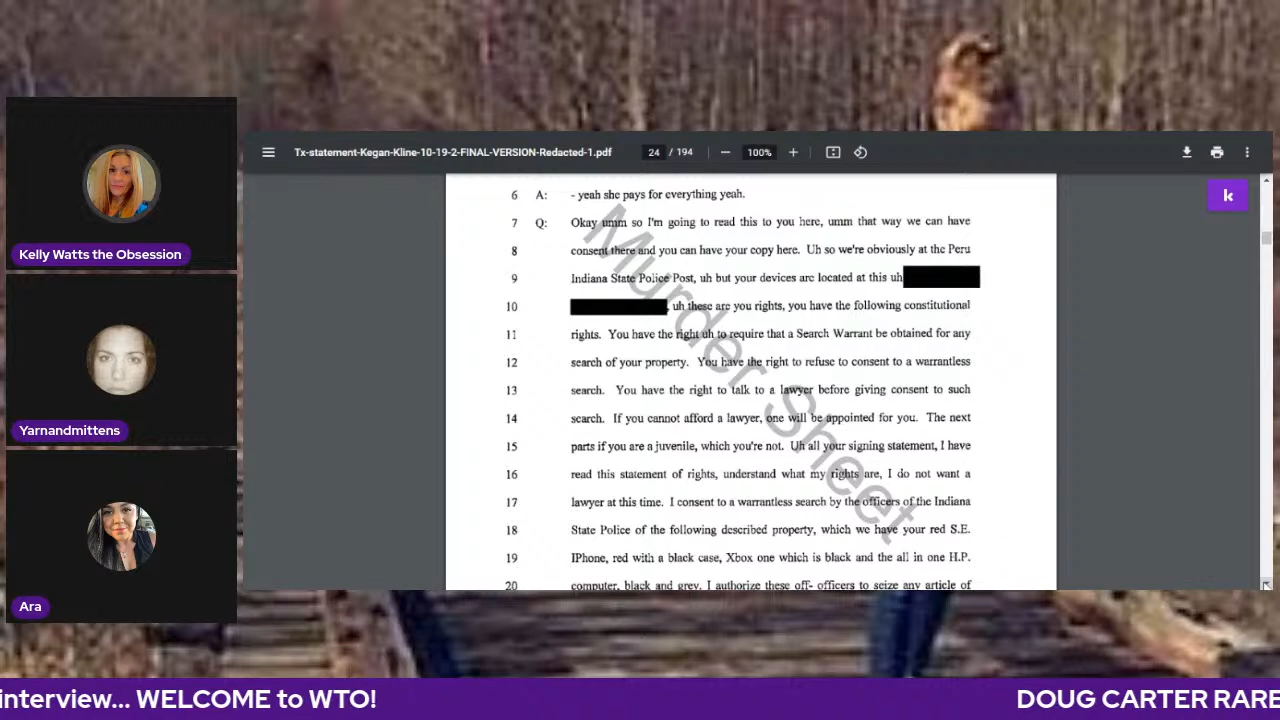 Tx-statement-Kegan-Kline-10-19-2-FINAL-VERSION-Redacted-1.pdf 24 / 194 100%
k
6 A: - yeah she pays for everything yeah.
7 Q: Okay umm so I'm going to read this to you here, umm that way we can have
8 consent there and you can have your copy here. Uh so we're obviously at the Peru
9 Indiana State Police Post, uh but your devices are located at this uh
10 , uh these are you rights, you have the following constitutional
11 rights. You have the right uh to require that a Search Warrant be obtained for any
12 search of your property. You have the right to refuse to consent to a warrantless
13 search. You have the right to talk to a lawyer before giving consent to such
14 search. If you cannot afford a lawyer, one will be appointed for you. The next
15 parts if you are a juvenile, which you're not. Uh all your signing statement, I have
16 read this statement of rights, understand what my rights are, I do not want a
17 lawyer at this time. I consent to a warrantless search by the officers of the Indiana
18 State Police of the following described property, which we have your red S.E.
19 IPhone, red with a black case, Xbox one which is black and the all in one H.P.
20 computer, black and grey. I authorize these off- officers to seize any article of
Murder Sheet
Kelly Watts the Obsession
Yarnandmittens
Ara
interview... WELCOME to WTO! DOUG CARTER RARE